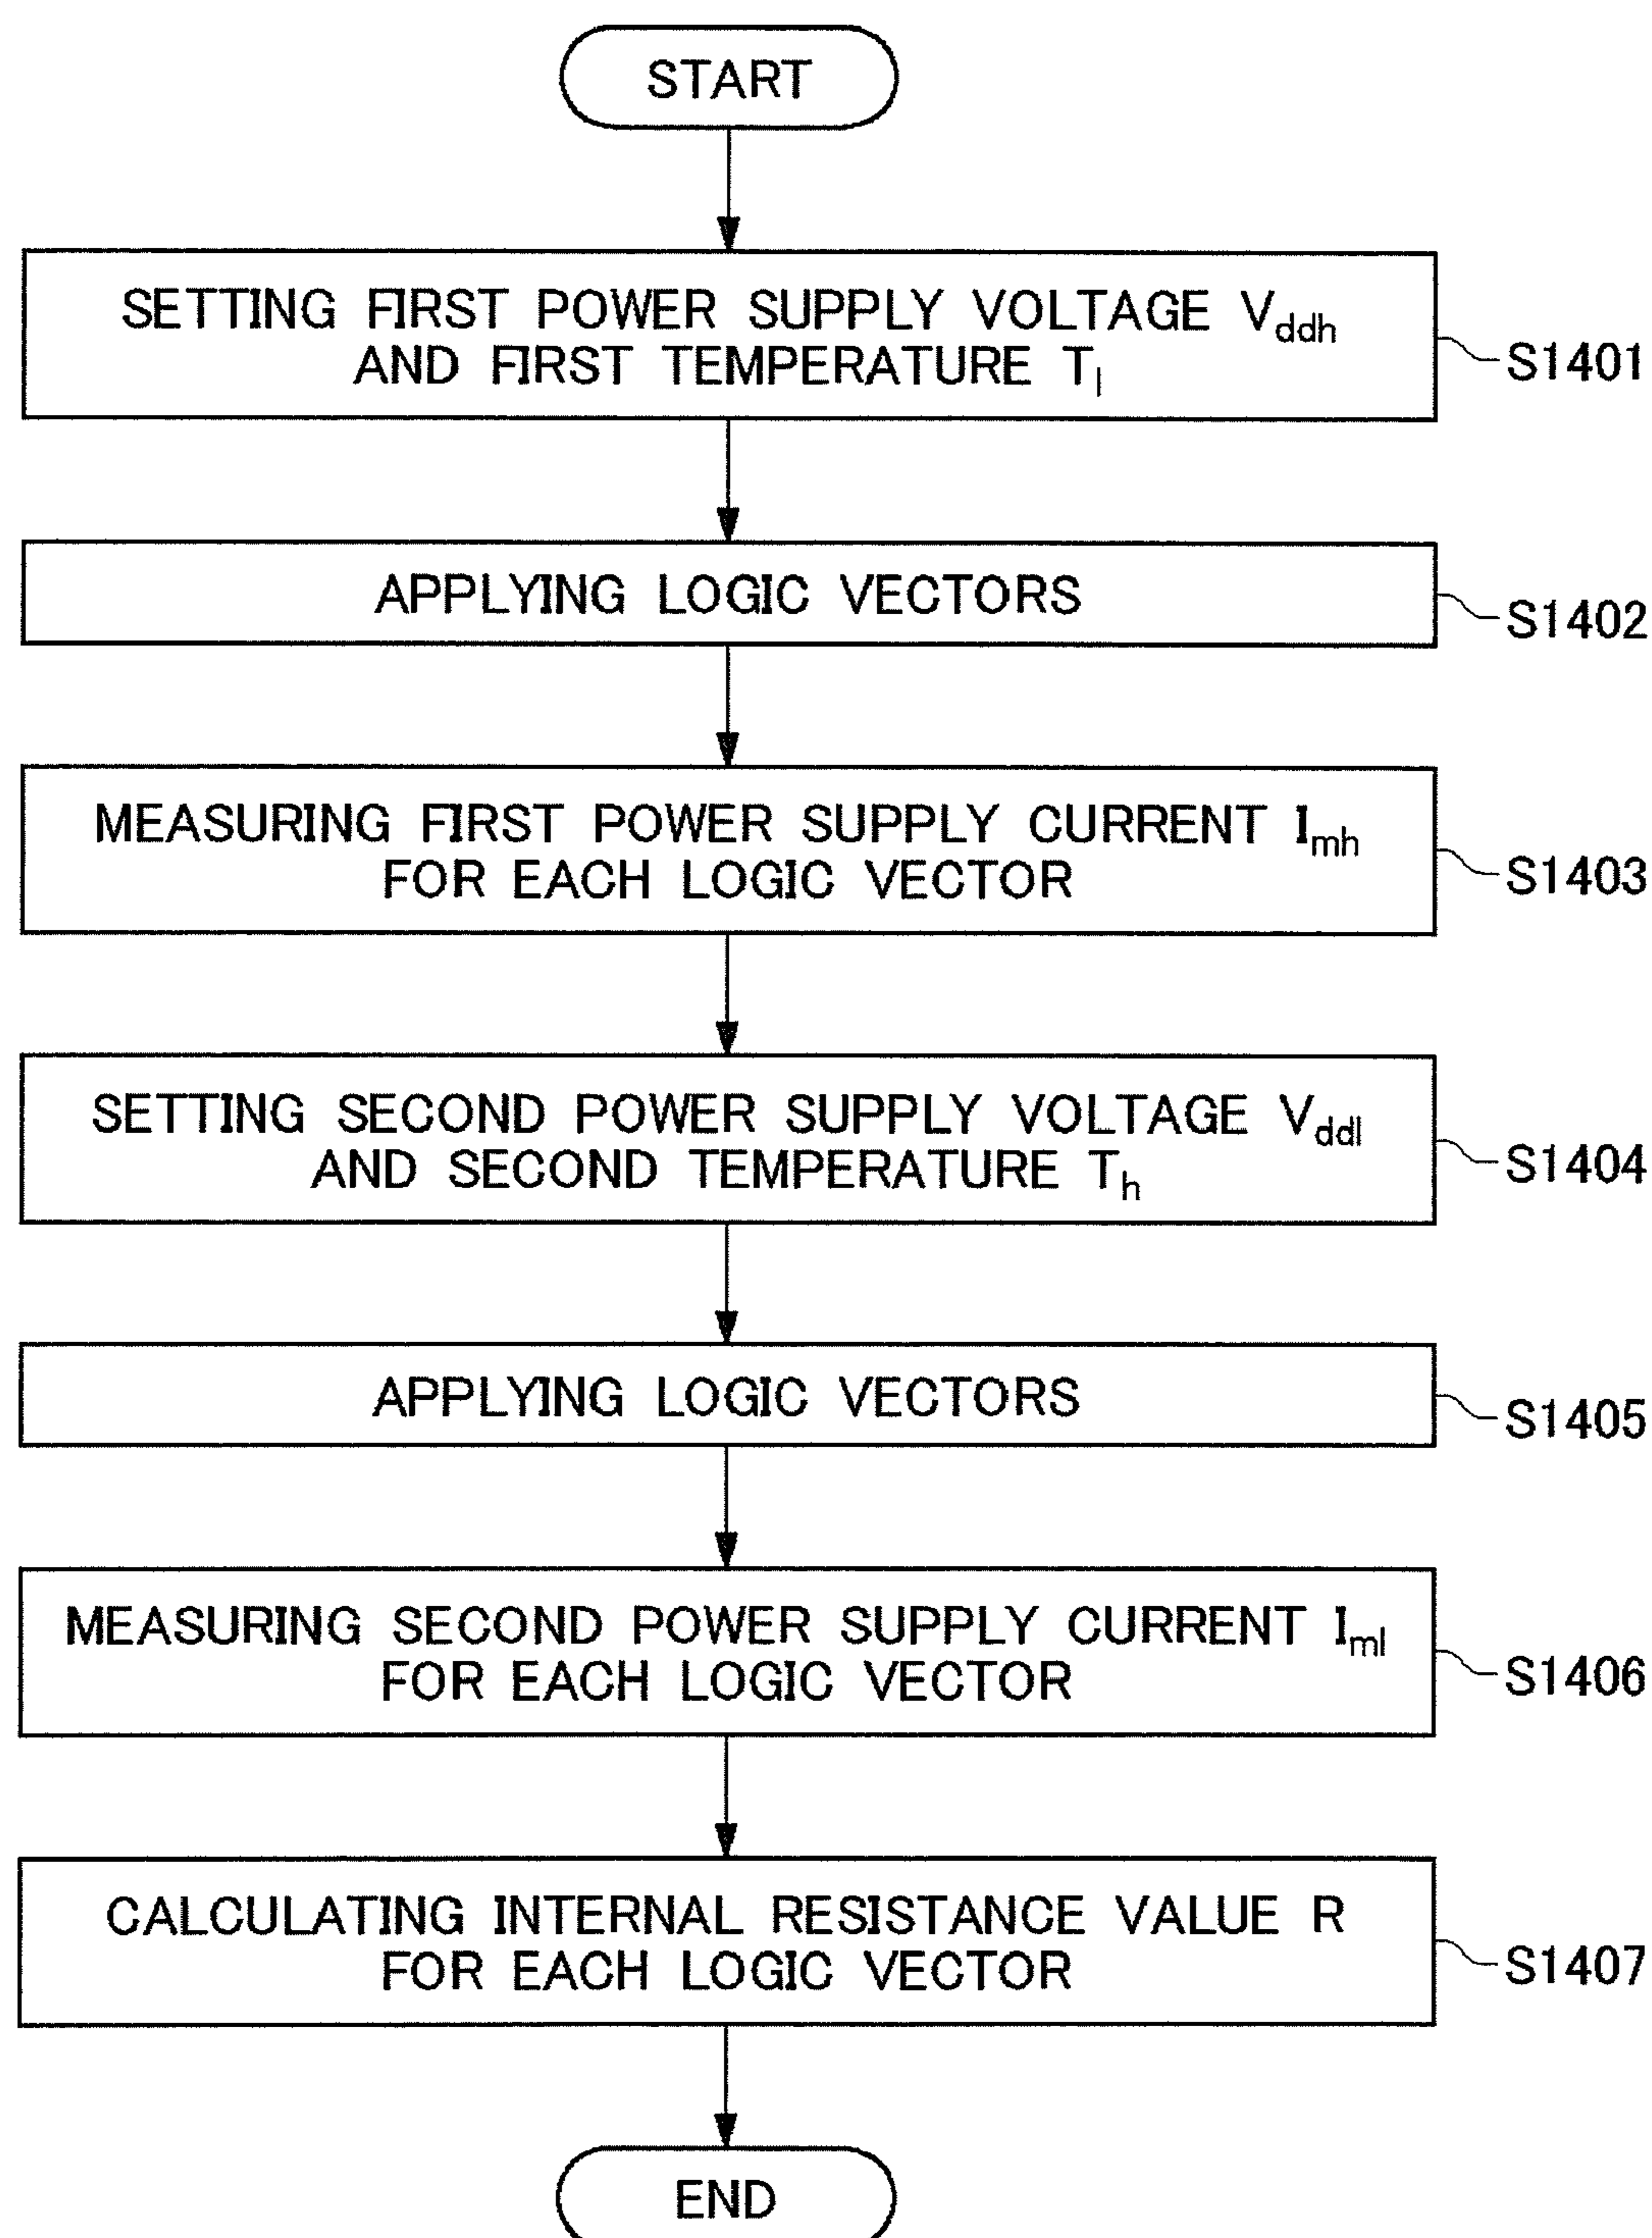 START
SETTING FIRST POWER SUPPLY VOLTAGE Vddh
AND FIRST TEMPERATURE Tl
S1401
APPLYING LOGIC VECTORS
S1402
MEASURING FIRST POWER SUPPLY CURRENT Imh
FOR EACH LOGIC VECTOR
S1403
SETTING SECOND POWER SUPPLY VOLTAGE Vddl
AND SECOND TEMPERATURE Th
S1404
APPLYING LOGIC VECTORS
S1405
MEASURING SECOND POWER SUPPLY CURRENT Iml
FOR EACH LOGIC VECTOR
S1406
CALCULATING INTERNAL RESISTANCE VALUE R
FOR EACH LOGIC VECTOR
S1407
END